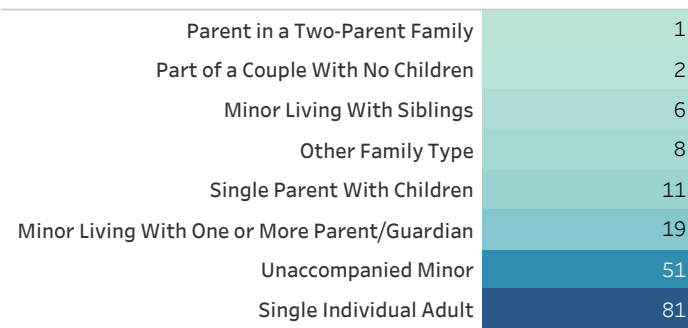 Parent in a Two-Parent Family 1
Part of a Couple With No Children 2
Minor Living With Siblings 6
Other Family Type 8
Single Parent With Children 11
Minor Living With One or More Parent/Guardian 19
Unaccompanied Minor 51
Single Individual Adult 81